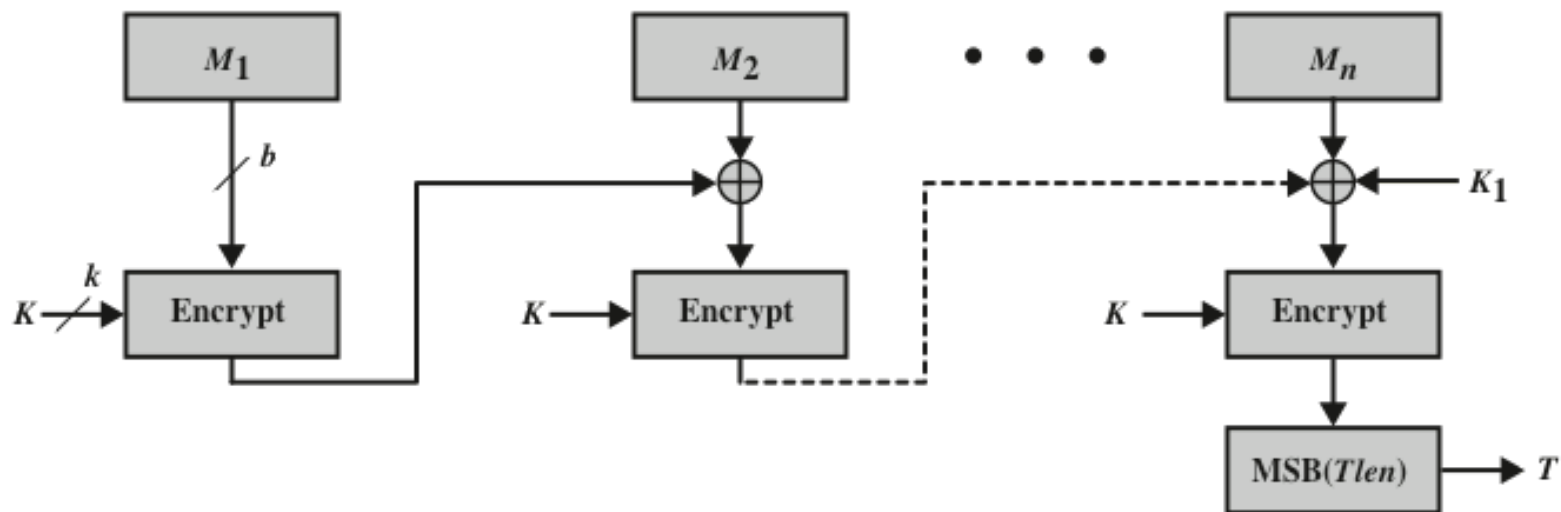 M1 M2 • • • Mn
b
K1
k
K Encrypt K Encrypt K Encrypt
MSB(Tlen) T